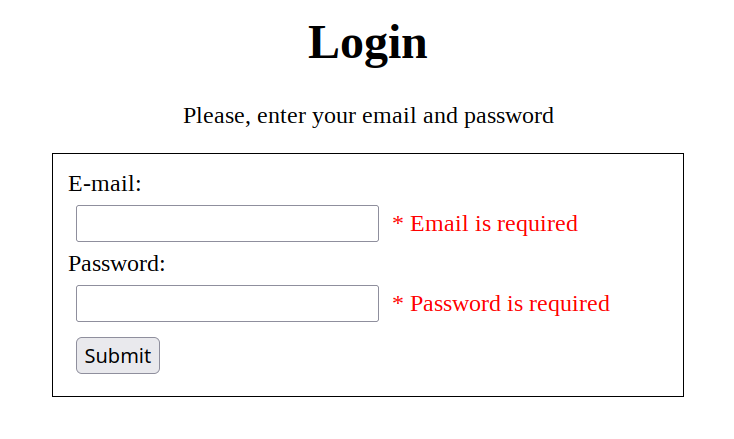 Login
Please, enter your email and password
E-mail:
* Email is required
Password:
* Password is required
Submit